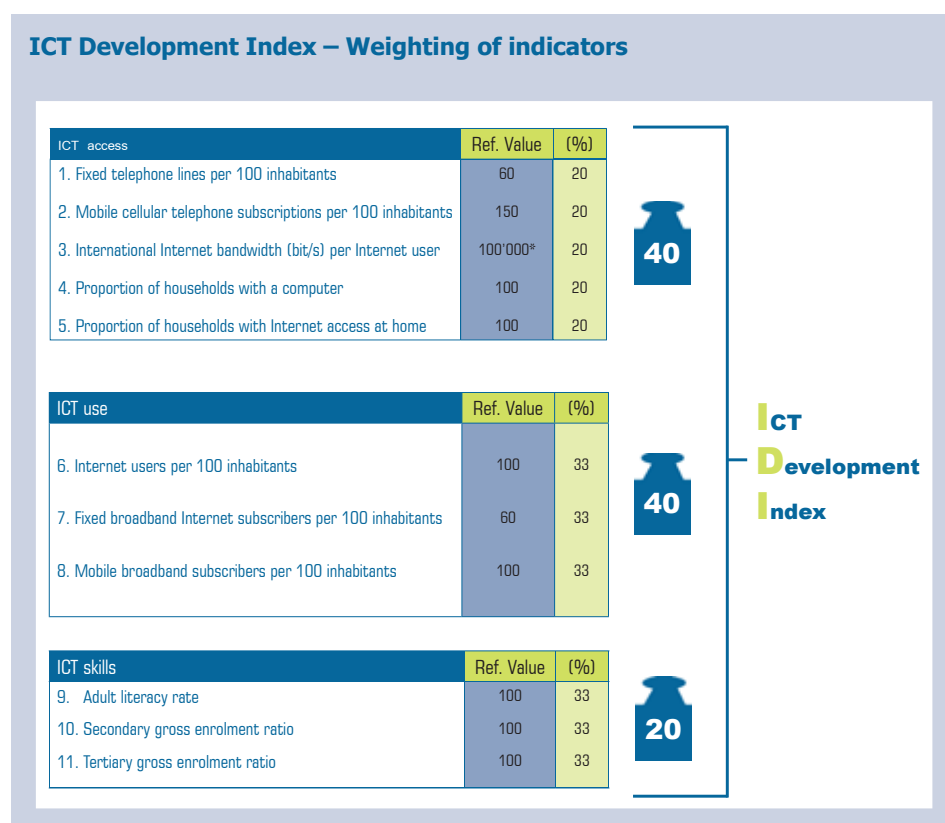 ICT Development Index – Weighting of indicators
ICT access Ref. Value (%)
1. Fixed telephone lines per 100 inhabitants 60 20
2. Mobile cellular telephone subscriptions per 100 inhabitants 150 20
3. International Internet bandwidth (bit/s) per Internet user 100'000* 20
4. Proportion of households with a computer 100 20
5. Proportion of households with Internet access at home 100 20
40
ICT use Ref. Value (%)
6. Internet users per 100 inhabitants 100 33
7. Fixed broadband Internet subscribers per 100 inhabitants 60 33
8. Mobile broadband subscribers per 100 inhabitants 100 33
40
ICT skills Ref. Value (%)
9. Adult literacy rate 100 33
10. Secondary gross enrolment ratio 100 33
11. Tertiary gross enrolment ratio 100 33
20
ICT
Development
Index